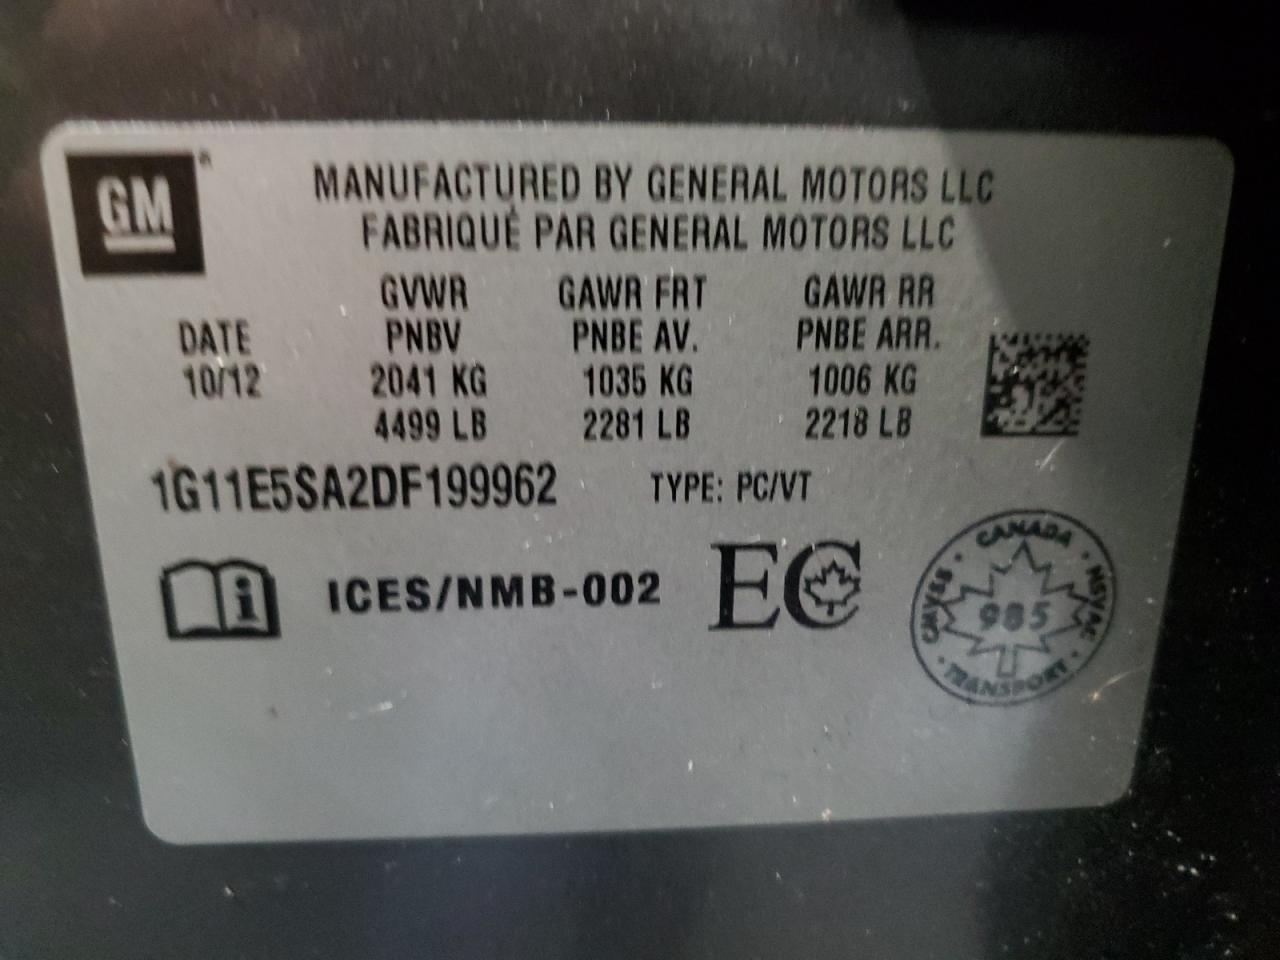 GM
MANUFACTURED BY GENERAL MOTORS LLC
FABRIQUÉ PAR GENERAL MOTORS LLC
GVWR GAWR FRT GAWR RR
DATE PNBV PNBE AV. PNBE ARR.
10/12 2041 KG 1035 KG 1006 KG
4499 LB 2281 LB 2218 LB
1G11E5SA2DF199962 TYPE: PC/VT
i ICES/NMB-002 EC
CANADA
CMVSS 985 NSVAC
TRANSPORT